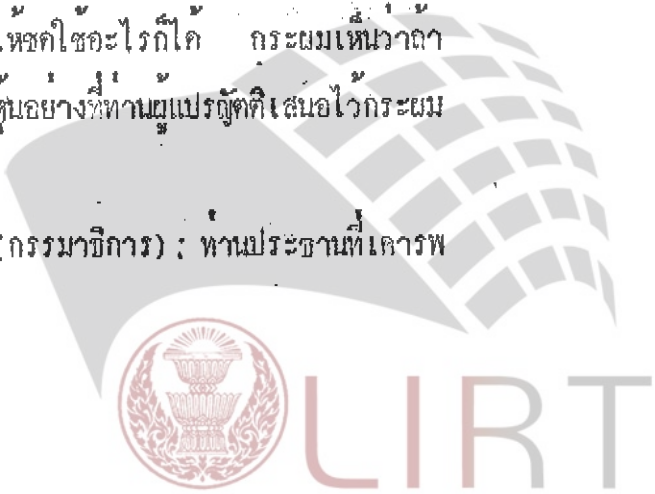 ให้ชดใช้อะไรก็ได้ กระผมเห็นว่าถ้า
ุ้นอย่างที่ท่านผู้แปรญัตติเสนอไว้กระผม
(กรรมาธิการ) : ท่านประธานที่เคารพ
LIRT